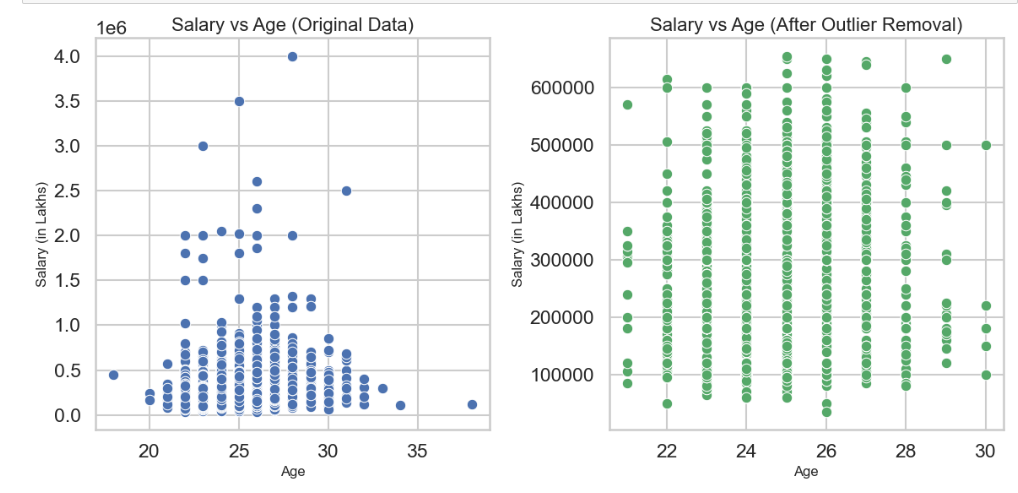 Salary vs Age (Original Data)
1e6
4.0
3.5
3.0
2.5
2.0
1.5
1.0
0.5
0.0
Salary (in Lakhs)
20 25 30 35
Age
Salary vs Age (After Outlier Removal)
600000
500000
400000
300000
200000
100000
Salary (in Lakhs)
22 24 26 28 30
Age